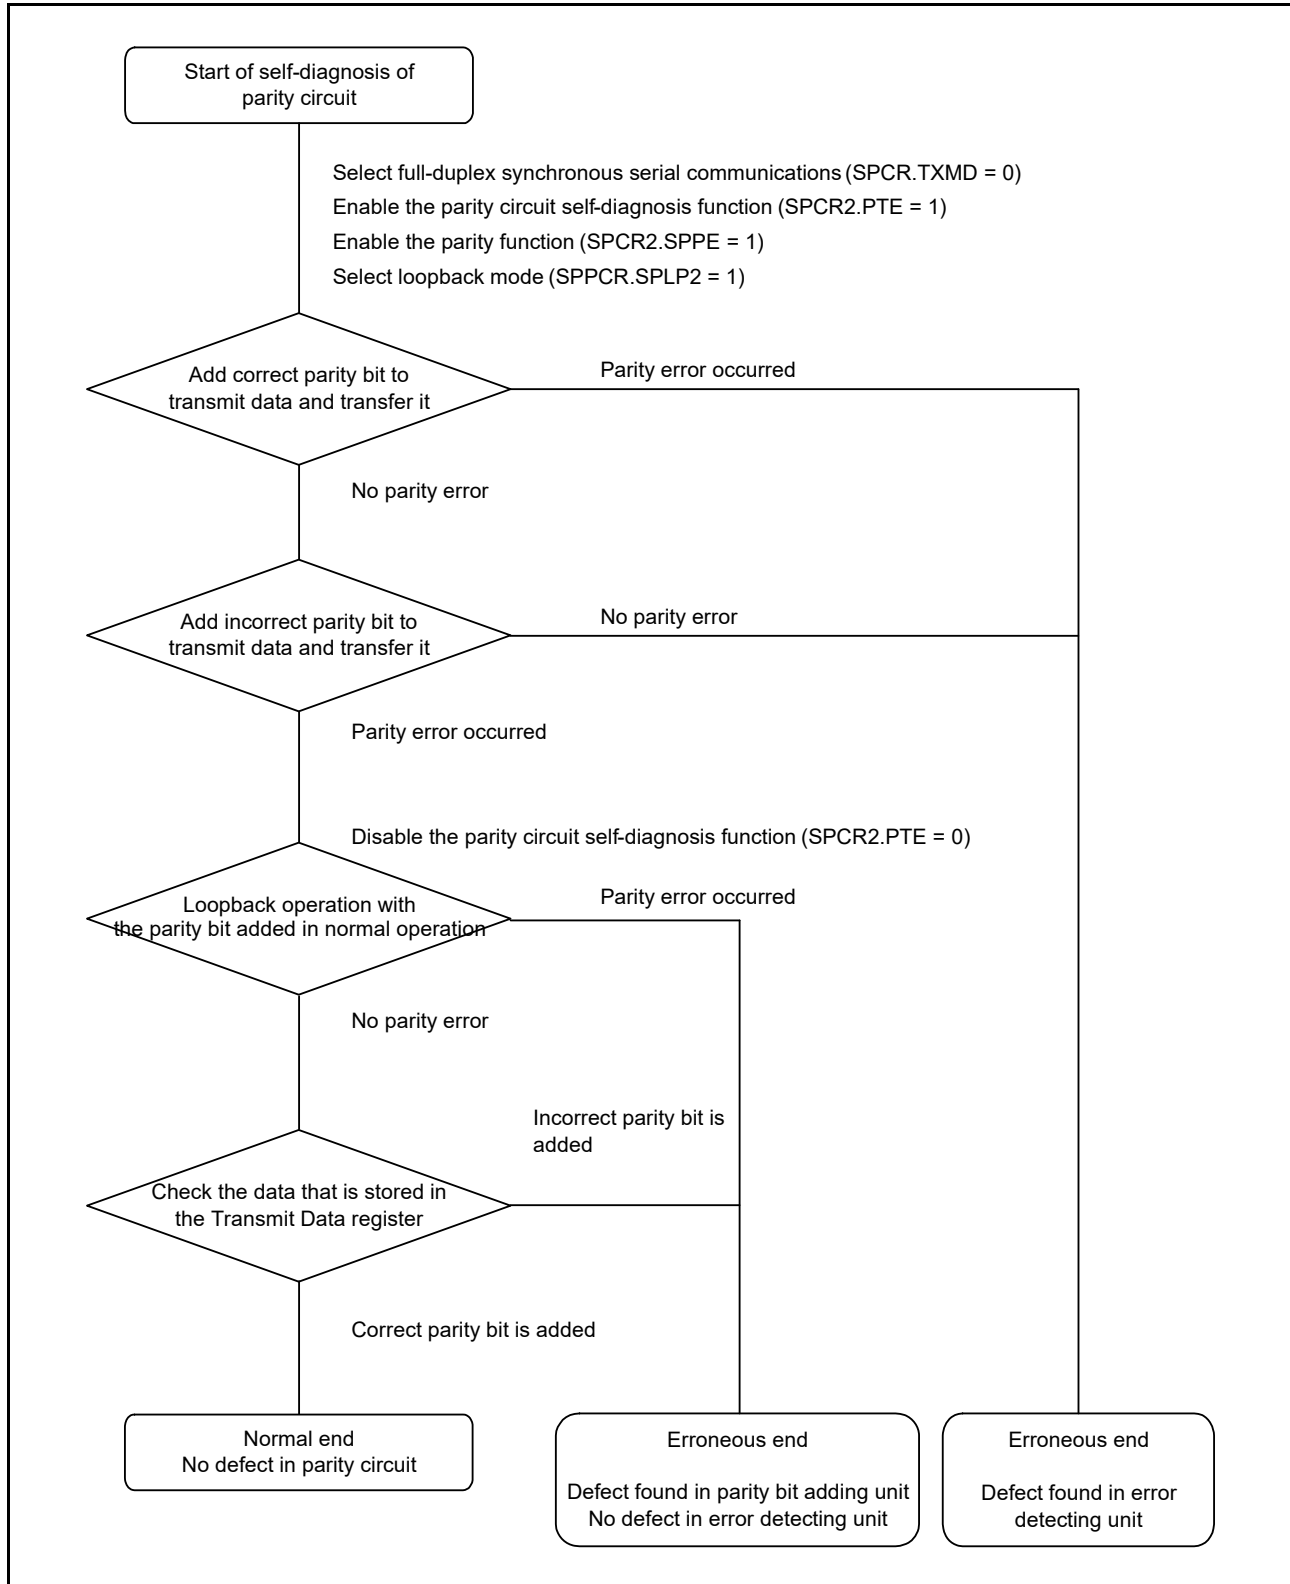 Start of self-diagnosis of
parity circuit
Select full-duplex synchronous serial communications (SPCR.TXMD = 0)
Enable the parity circuit self-diagnosis function (SPCR2.PTE = 1)
Enable the parity function (SPCR2.SPPE = 1)
Select loopback mode (SPPCR.SPLP2 = 1)
Add correct parity bit to
transmit data and transfer it
Parity error occurred
No parity error
Add incorrect parity bit to
transmit data and transfer it
No parity error
Parity error occurred
Disable the parity circuit self-diagnosis function (SPCR2.PTE = 0)
Loopback operation with
the parity bit added in normal operation
Parity error occurred
No parity error
Incorrect parity bit is
added
Check the data that is stored in
the Transmit Data register
Correct parity bit is added
Normal end
No defect in parity circuit
Erroneous end
Defect found in parity bit adding unit
No defect in error detecting unit
Erroneous end
Defect found in error
detecting unit